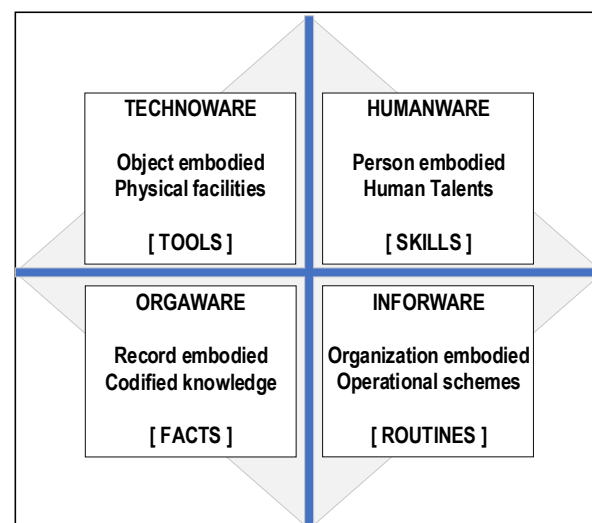 TECHNOWARE
Object embodied
Physical facilities
[ TOOLS ]
HUMANWARE
Person embodied
Human Talents
[ SKILLS ]
ORGAWARE
Record embodied
Codified knowledge
[ FACTS ]
INFORWARE
Organization embodied
Operational schemes
[ ROUTINES ]